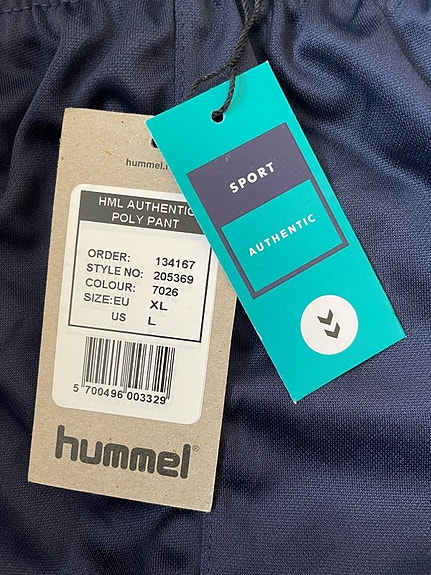 hummel.
HML AUTHENTIC
POLY PANT
ORDER: 134167
STYLE NO: 205369
COLOUR: 7026
SIZE:EU XL
US L
5 700496 003329
hummel®
SPORT
AUTHENTIC